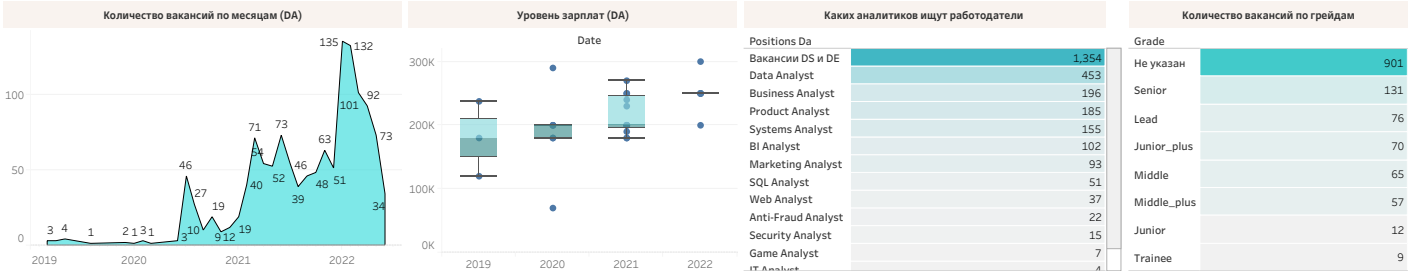 Количество вакансий по месяцам (DA)
135
132
101
92
100
71
73
73
63
54
50
46
46
52
48
51
40
39
27
34
19
19
10
3
4
1
2
1
3
1
3
9
12
0
2019
2020
2021
2022
Уровень зарплат (DA)
Date
300K
200K
100K
0K
2019
2020
2021
2022
Каких аналитиков ищут работодатели
Positions Da
Вакансии DS и DE 1,354
Data Analyst 453
Business Analyst 196
Product Analyst 185
Systems Analyst 155
BI Analyst 102
Marketing Analyst 93
SQL Analyst 51
Web Analyst 37
Anti-Fraud Analyst 22
Security Analyst 15
Game Analyst 7
IT Analyst 4
Количество вакансий по грейдам
Grade
Не указан 901
Senior 131
Lead 76
Junior_plus 70
Middle 65
Middle_plus 57
Junior 12
Trainee 9